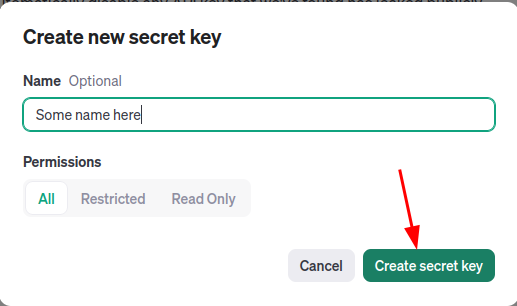 Create new secret key
Name Optional
Some name here
Permissions
All Restricted Read Only
Cancel Create secret key